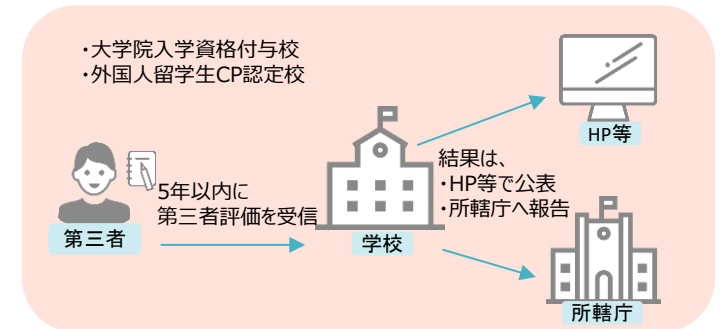 ・大学院入学資格付与校
・外国人留学生CP認定校
HP等
結果は、
・HP等で公表
・所轄庁へ報告
5年以内に
第三者評価を受信
第三者
学校
所轄庁